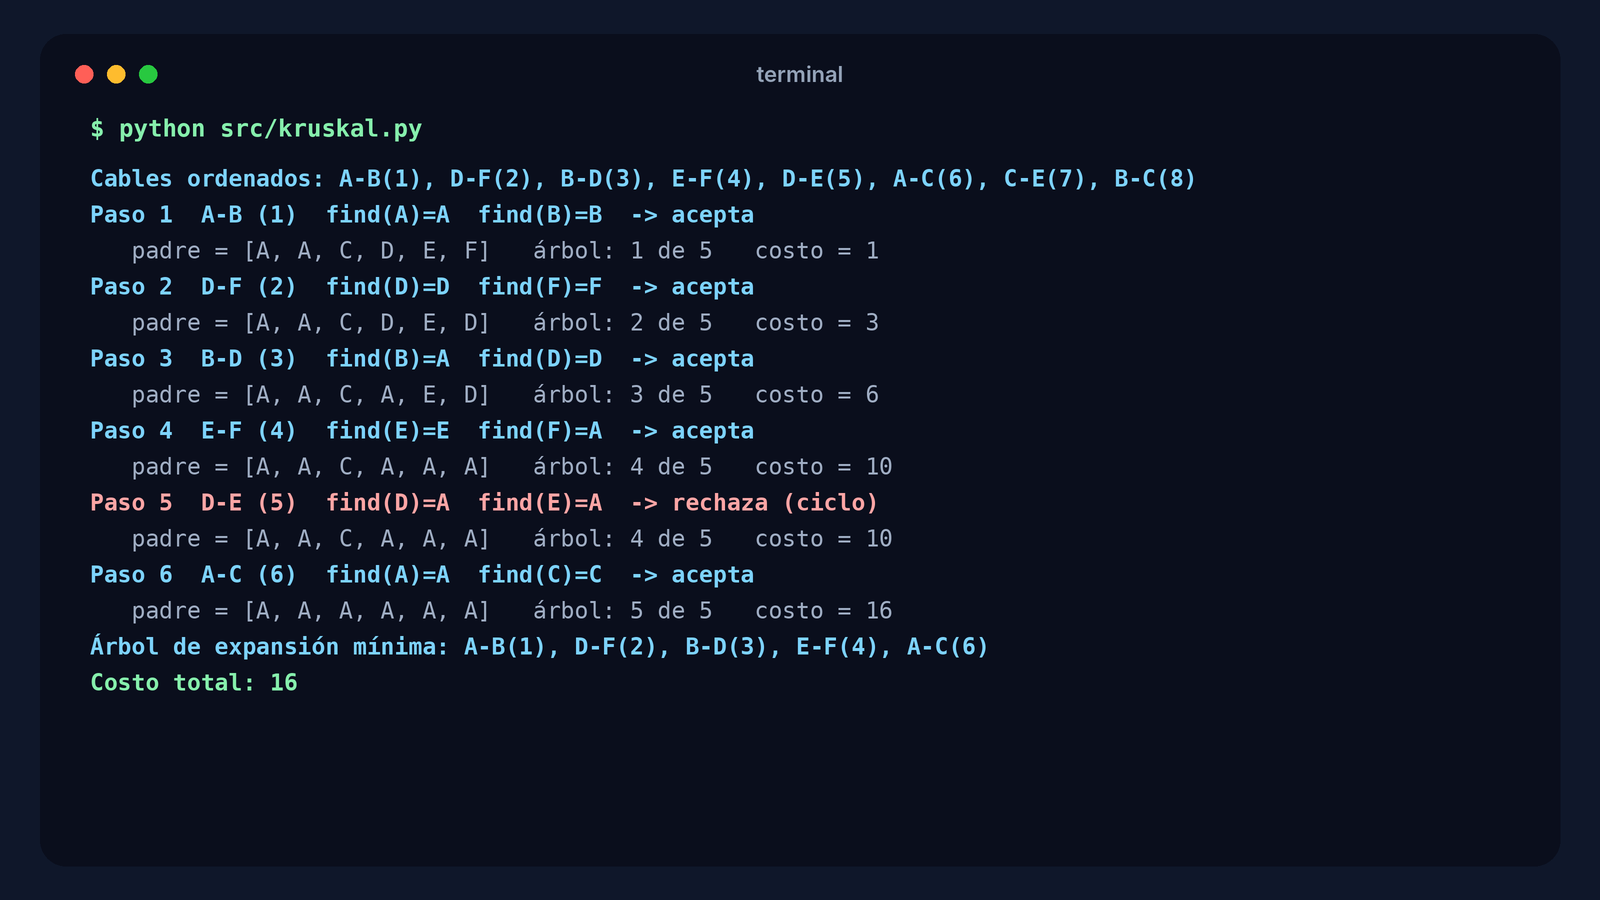 terminal
$ python src/kruskal.py
Cables ordenados: A-B(1), D-F(2), B-D(3), E-F(4), D-E(5), A-C(6), C-E(7), B-C(8)
Paso 1  A-B (1)  find(A)=A  find(B)=B  -> acepta
   padre = [A, A, C, D, E, F]   árbol: 1 de 5   costo = 1
Paso 2  D-F (2)  find(D)=D  find(F)=F  -> acepta
   padre = [A, A, C, D, E, D]   árbol: 2 de 5   costo = 3
Paso 3  B-D (3)  find(B)=A  find(D)=D  -> acepta
   padre = [A, A, C, A, E, D]   árbol: 3 de 5   costo = 6
Paso 4  E-F (4)  find(E)=E  find(F)=A  -> acepta
   padre = [A, A, C, A, A, A]   árbol: 4 de 5   costo = 10
Paso 5  D-E (5)  find(D)=A  find(E)=A  -> rechaza (ciclo)
   padre = [A, A, C, A, A, A]   árbol: 4 de 5   costo = 10
Paso 6  A-C (6)  find(A)=A  find(C)=C  -> acepta
   padre = [A, A, A, A, A, A]   árbol: 5 de 5   costo = 16
Árbol de expansión mínima: A-B(1), D-F(2), B-D(3), E-F(4), A-C(6)
Costo total: 16